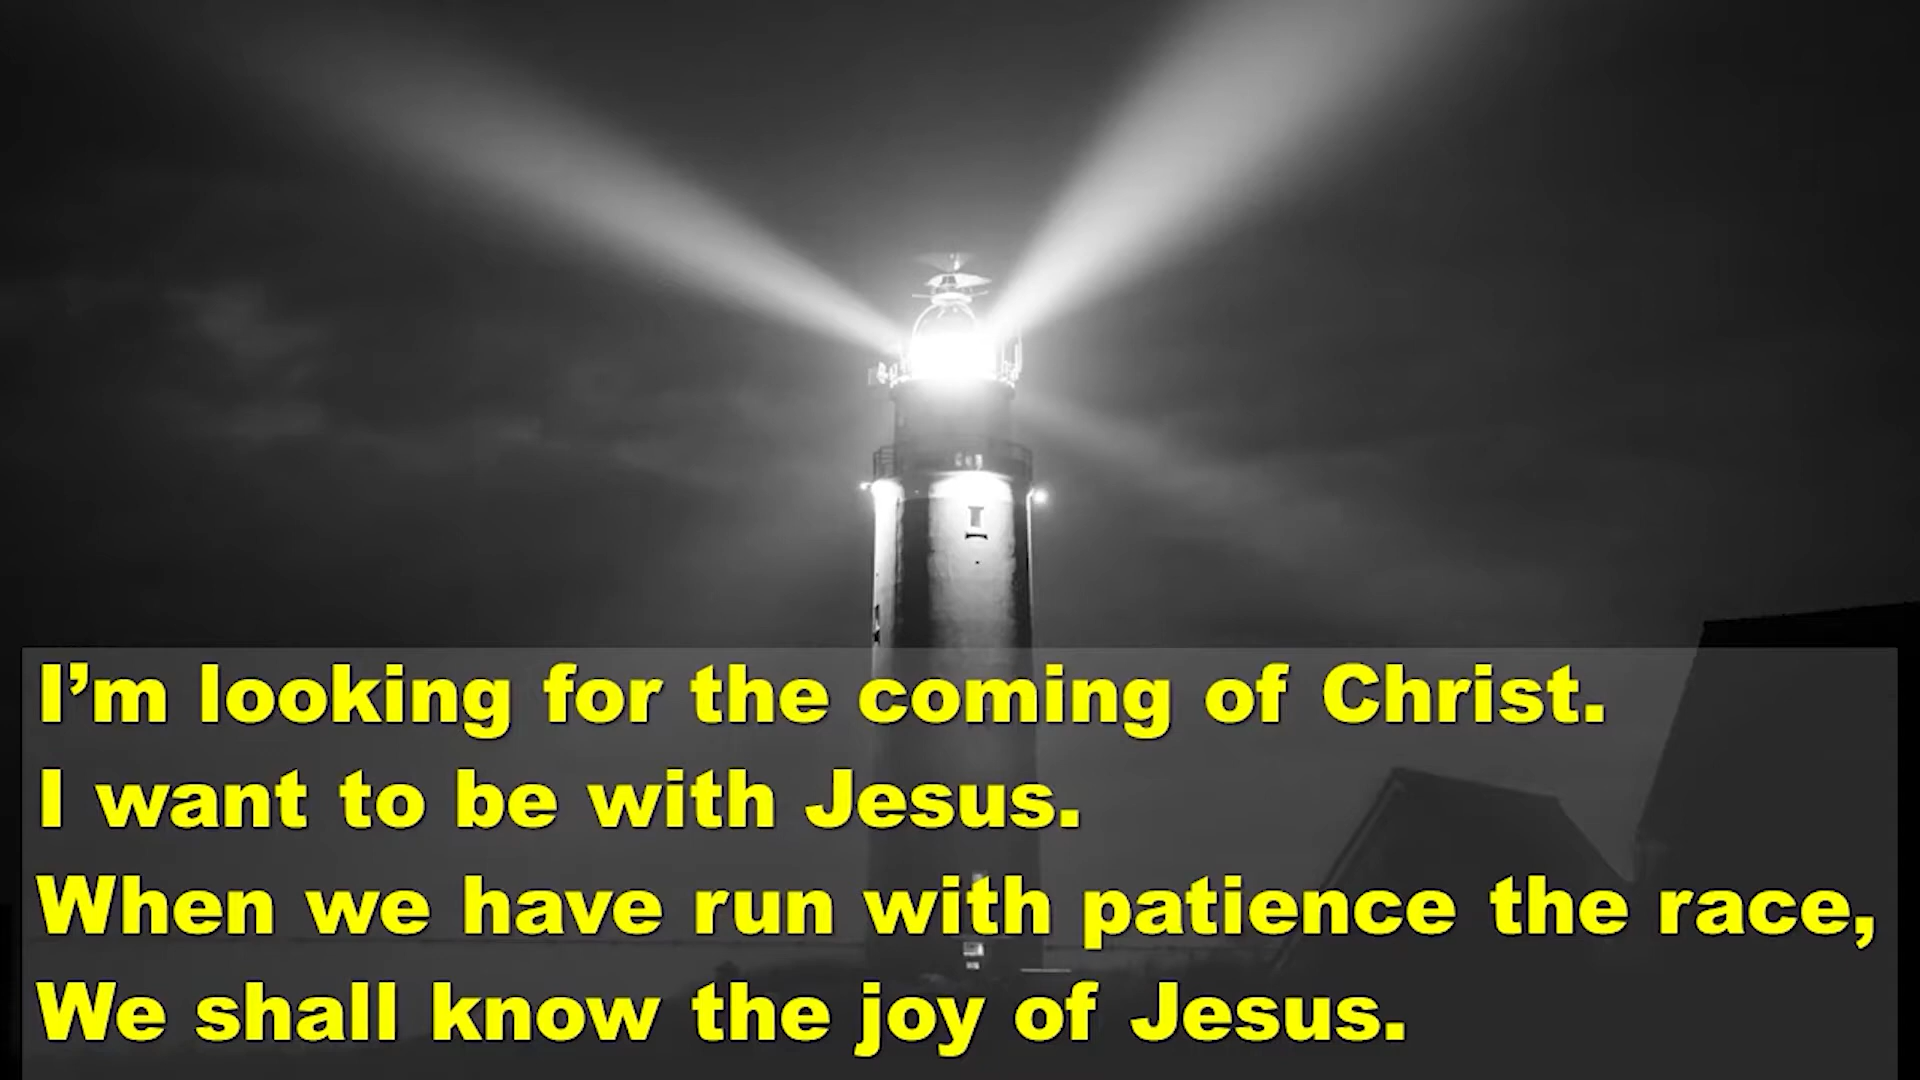 I’m looking for the coming of Christ.
I want to be with Jesus.
When we have run with patience the race,
We shall know the joy of Jesus.